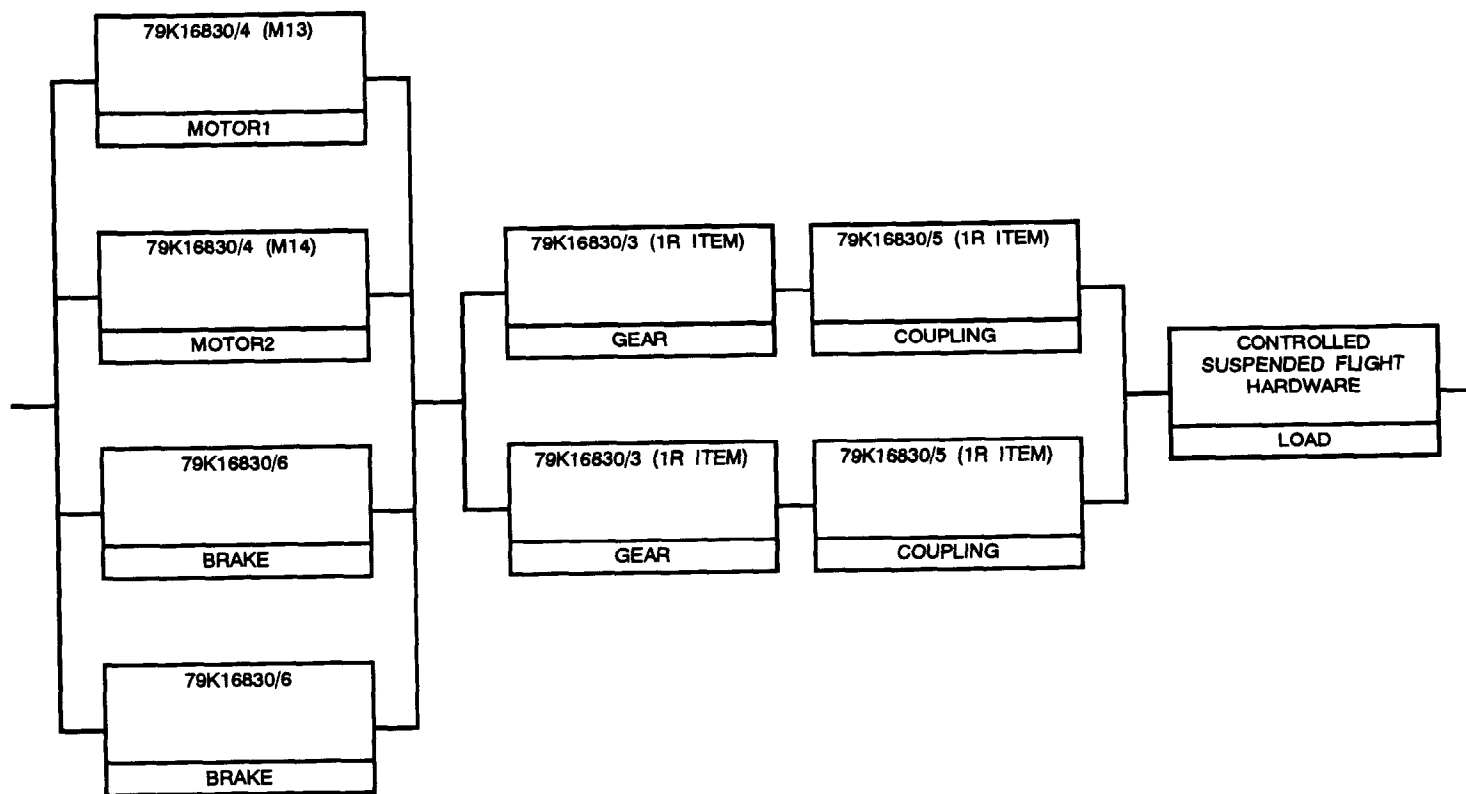 79K16830/4 (M13)
MOTOR1
79K16830/4 (M14)
MOTOR2
79K16830/6
BRAKE
79K16830/6
BRAKE
79K16830/3 (1R ITEM)
GEAR
79K16830/5 (1R ITEM)
COUPLING
79K16830/3 (1R ITEM)
GEAR
79K16830/5 (1R ITEM)
COUPLING
CONTROLLED
SUSPENDED FLIGHT
HARDWARE
LOAD